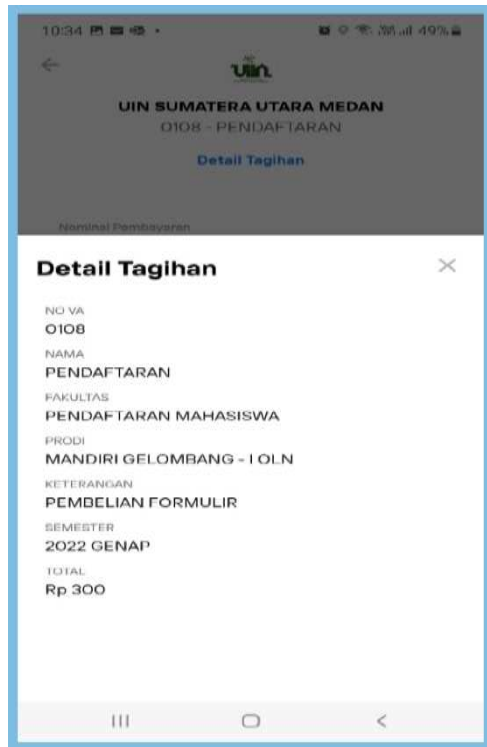 10:34
49%
uin
UIN SUMATERA UTARA MEDAN
0108 - PENDAFTARAN
Detail Tagihan
Nominal Pembayaran
Detail Tagihan
NO VA
0108
NAMA
PENDAFTARAN
FAKULTAS
PENDAFTARAN MAHASISWA
PRODI
MANDIRI GELOMBANG - I OLN
KETERANGAN
PEMBELIAN FORMULIR
SEMESTER
2022 GENAP
TOTAL
Rp 300